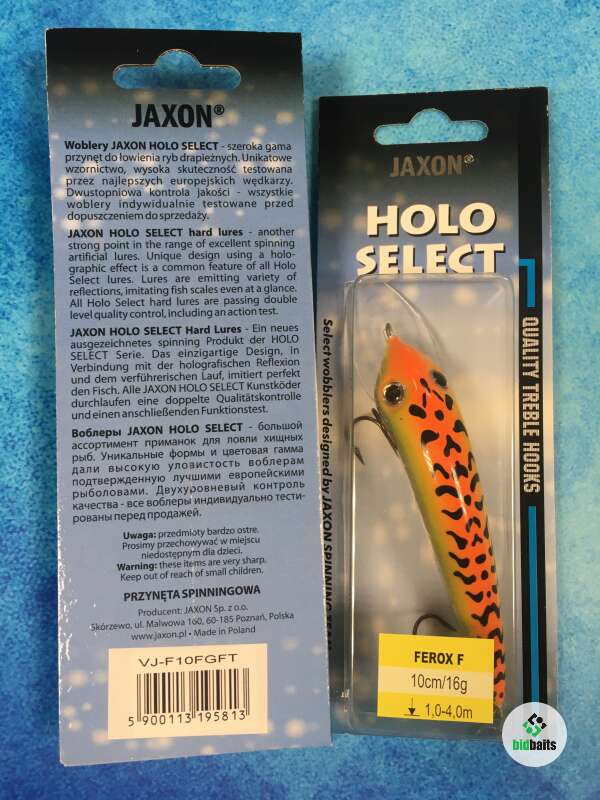 JAXON®
Woblery JAXON HOLO SELECT - szeroka gama
przynęt do łowienia ryb drapieżnych. Unikatowe
wzornictwo, wysoka skuteczność testowana
przez najlepszych europejskich wędkarzy.
Dwustopniowa kontrola jakości - wszystkie
woblery indywidualnie testowane przed
dopuszczeniem do sprzedaży.
JAXON HOLO SELECT hard lures - another
strong point in the range of excellent spinning
artificial lures. Unique design using a holo-
graphic effect is a common feature of all Holo
Select lures. Lures are emitting variety of
reflections, imitating fish scales even at a glance.
All Holo Select hard lures are passing double
level quality control, including an action test.
JAXON HOLO SELECT Hard Lures - Ein neues
ausgezeichnetes spinning Produkt der HOLO
SELECT Serie. Das einzigartige Design, in
Verbindung mit der holografischen Reflexion
und dem verführerischen Lauf, imitiert perfekt
den Fisch. Alle JAXON HOLO SELECT Kunstköder
durchlaufen eine doppelte Qualitätskontrolle
und einen anschließenden Funktionstest.
Воблеры JAXON HOLO SELECT - большой
ассортимент приманок для ловли хищных
рыб. Уникальные формы и цветовая гамма
дали высокую уловистость воблерам
подтвержденную лучшими европейскими
рыболовами. Двухуровневый контроль
качества - все воблеры индивидуально тести-
рованы перед продажей.
Uwaga: przedmioty bardzo ostre.
Prosimy przechowywać w miejscu
niedostępnym dla dzieci.
Warning: these items are very sharp.
Keep out of reach of small children.
PRZYNĘTA SPINNINGOWA
Producent: JAXON Sp. z o.o.
Skórzewo, ul. Malwowa 160, 60-185 Poznań, Polska
www.jaxon.pl • Made in Poland
VJ-F10FGFT
5 900113 195813
JAXON®
HOLO
SELECT
QUALITY TREBLE HOOKS
Select wobblers designed by JAXON SPINNING TEAM
FEROX F
10cm/16g
1,0-4,0m
bidbaits